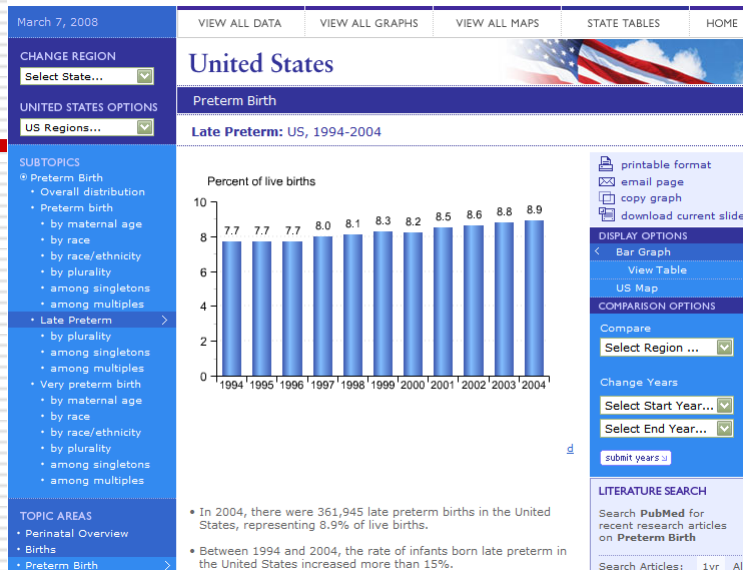 March 7, 2008
VIEW ALL DATA
VIEW ALL GRAPHS
VIEW ALL MAPS
STATE TABLES
HOME
CHANGE REGION
Select State...
UNITED STATES OPTIONS
US Regions...
SUBTOPICS
Preterm Birth
• Overall distribution
• Preterm birth
• by maternal age
• by race
• by race/ethnicity
• by plurality
• among singletons
• among multiples
• Late Preterm
• by plurality
• among singletons
• among multiples
• Very preterm birth
• by maternal age
• by race
• by race/ethnicity
• by plurality
• among singletons
• among multiples
TOPIC AREAS
• Perinatal Overview
• Births
• Preterm Birth
United States
Preterm Birth
Late Preterm: US, 1994-2004
Percent of live births
10
8
6
4
2
0
7.7 7.7 7.7 8.0 8.1 8.3 8.2 8.5 8.6 8.8 8.9
1994 1995 1996 1997 1998 1999 2000 2001 2002 2003 2004
d
• In 2004, there were 361,945 late preterm births in the United
States, representing 8.9% of live births.
• Between 1994 and 2004, the rate of infants born late preterm in
the United States increased more than 15%.
printable format
email page
copy graph
download current slide
DISPLAY OPTIONS
< Bar Graph
View Table
US Map
COMPARISON OPTIONS
Compare
Select Region ...
Change Years
Select Start Year...
Select End Year...
submit years
LITERATURE SEARCH
Search PubMed for
recent research articles
on Preterm Birth
Search Articles: 1yr Al